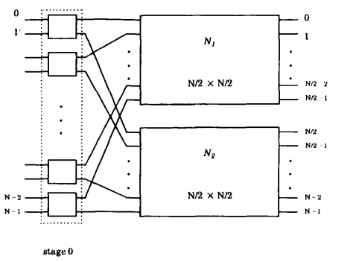 0
1
N-2
N-1
stage 0
N1
N/2 × N/2
N2
N/2 × N/2
0
1
N/2-2
N/2-1
N/2
N/2-1
N-2
N-1